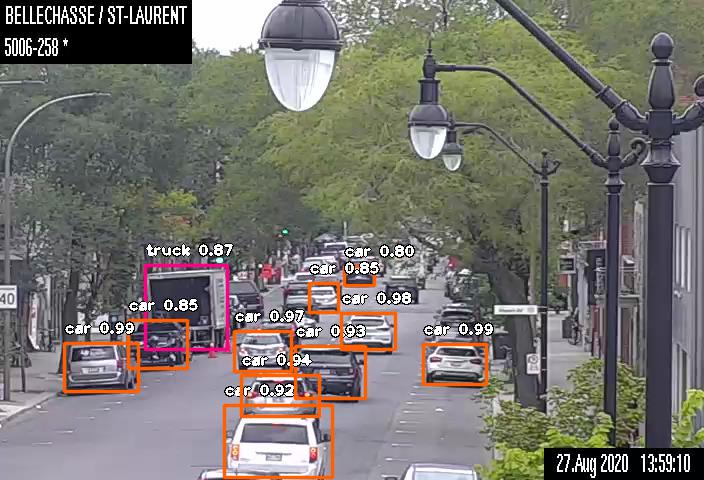 BELLECHASSE / ST-LAURENT
5006-258 *
truck 0.87
car 0.80
car 0.85
car 0.85
car 0.98
car 0.97
car 0.93
car 0.99
car 0.99
car 0.94
car 0.92
40
27.Aug 2020 13:59:10